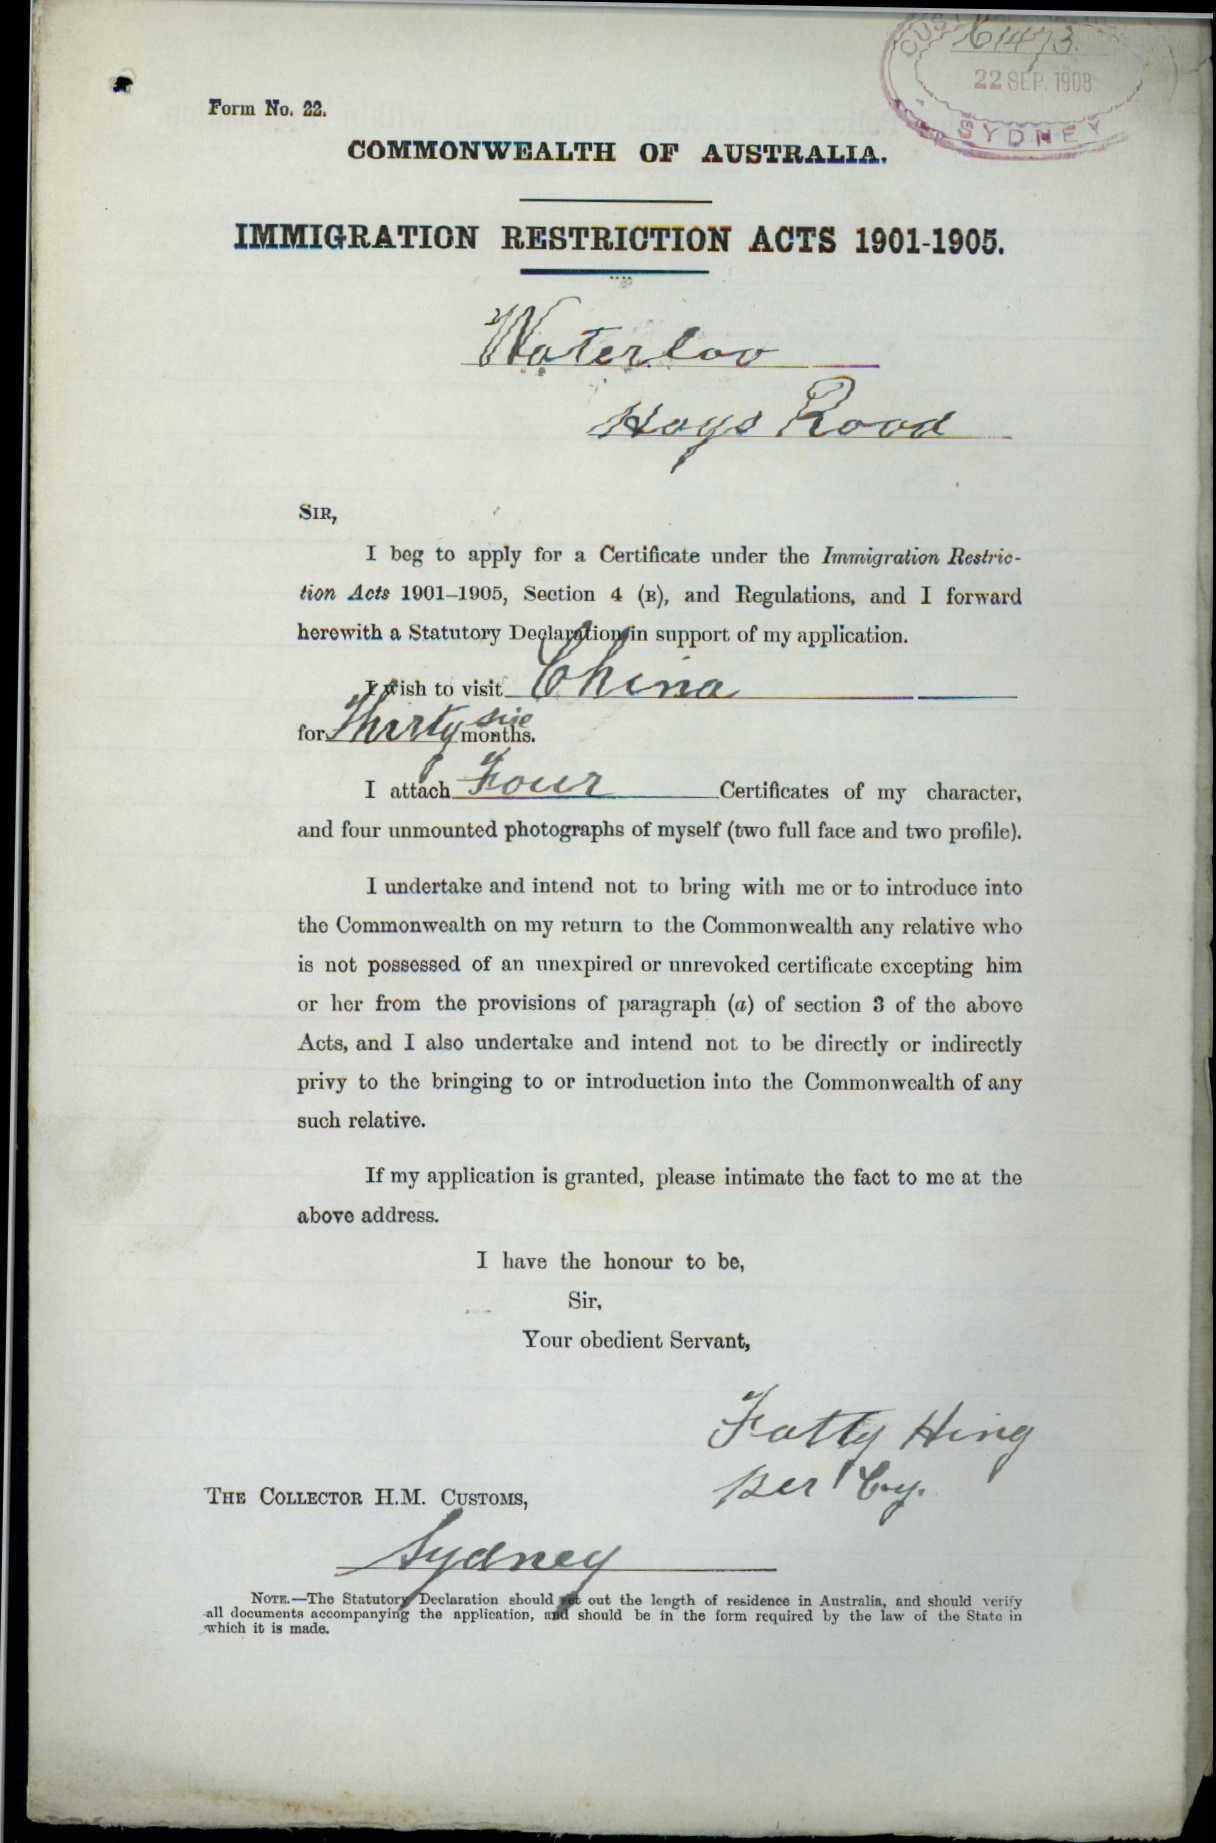 61473
22 SEP. 1908
SYDNEY
Form No. 22.
COMMONWEALTH OF AUSTRALIA.
IMMIGRATION RESTRICTION ACTS 1901-1905.
Waterloo
Hays Road
SIR,
I beg to apply for a Certificate under the Immigration Restric-
tion Acts 1901–1905, Section 4 (B), and Regulations, and I forward
herewith a Statutory Declaration in support of my application.
I wish to visit China
for Thirty six months.
I attach Four Certificates of my character,
and four unmounted photographs of myself (two full face and two profile).
I undertake and intend not to bring with me or to introduce into
the Commonwealth on my return to the Commonwealth any relative who
is not possessed of an unexpired or unrevoked certificate excepting him
or her from the provisions of paragraph (a) of section 3 of the above
Acts, and I also undertake and intend not to be directly or indirectly
privy to the bringing to or introduction into the Commonwealth of any
such relative.
If my application is granted, please intimate the fact to me at the
above address.
I have the honour to be,
Sir,
Your obedient Servant,
Fatty Hing
per
THE COLLECTOR H.M. CUSTOMS,
Sydney
NOTE.—The Statutory Declaration should set out the length of residence in Australia, and should verify
all documents accompanying the application, and should be in the form required by the law of the State in
which it is made.